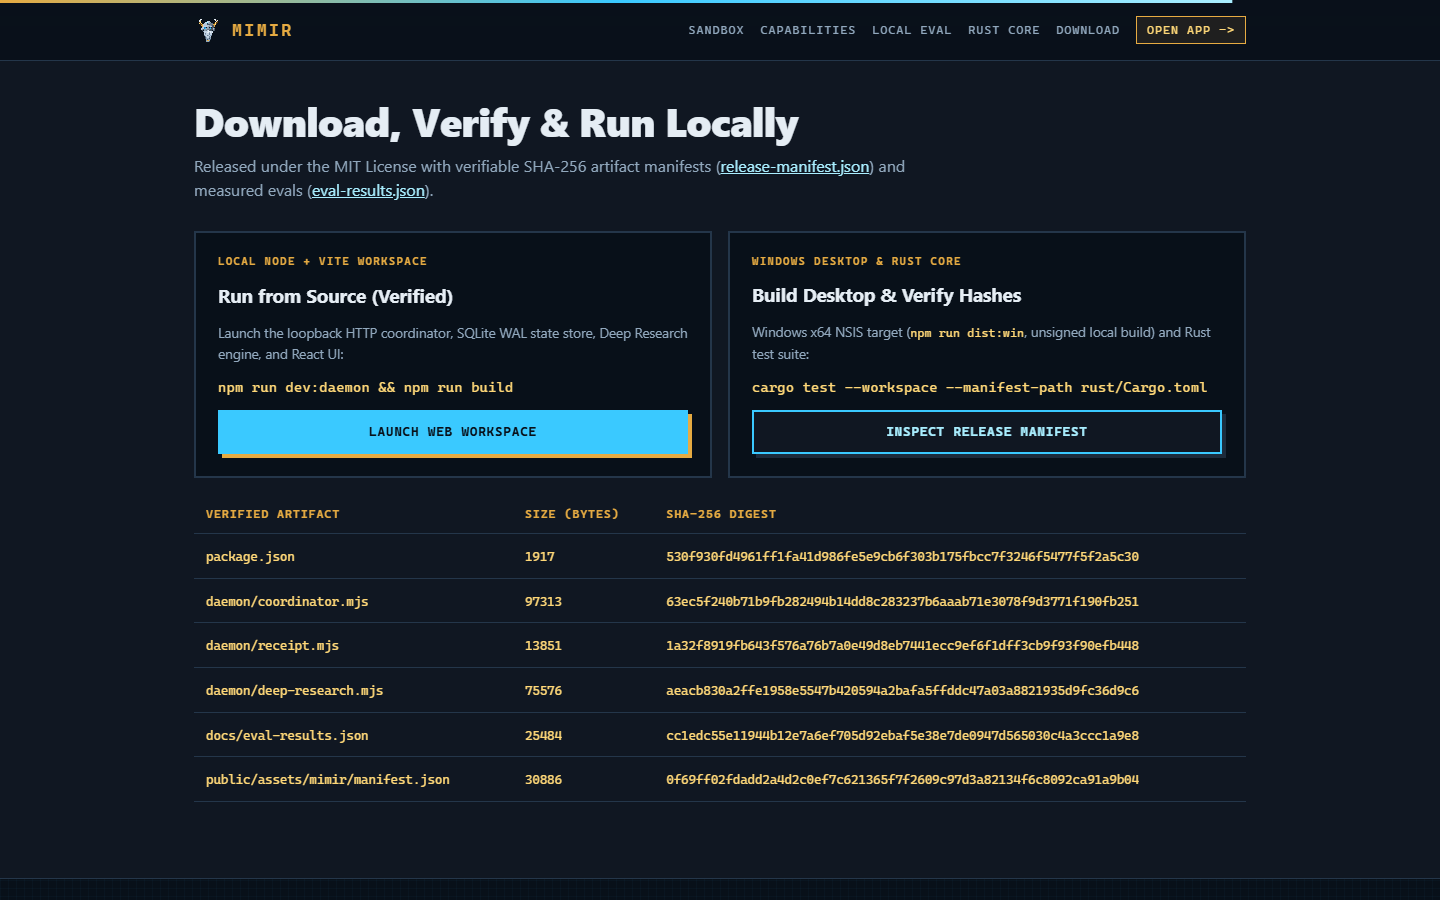 MIMIR
SANDBOX CAPABILITIES LOCAL EVAL RUST CORE DOWNLOAD OPEN APP ->
Download, Verify & Run Locally
Released under the MIT License with verifiable SHA-256 artifact manifests (release-manifest.json) and
measured evals (eval-results.json).
LOCAL NODE + VITE WORKSPACE
Run from Source (Verified)
Launch the loopback HTTP coordinator, SQLite WAL state store, Deep Research
engine, and React UI:
npm run dev:daemon && npm run build
LAUNCH WEB WORKSPACE
WINDOWS DESKTOP & RUST CORE
Build Desktop & Verify Hashes
Windows x64 NSIS target (npm run dist:win, unsigned local build) and Rust
test suite:
cargo test --workspace --manifest-path rust/Cargo.toml
INSPECT RELEASE MANIFEST
VERIFIED ARTIFACT SIZE (BYTES) SHA-256 DIGEST
package.json 1917 530f930fd4961ff1fa41d986fe5e9cb6f303b175fbcc7f3246f5477f5f2a5c30
daemon/coordinator.mjs 97313 63ec5f240b71b9fb282494b14dd8c283237b6aaab71e3078f9d3771f190fb251
daemon/receipt.mjs 13851 1a32f8919fb643f576a76b7a0e49d8eb7441ecc9ef6f1dff3cb9f93f90efb448
daemon/deep-research.mjs 75576 aeacb830a2ffe1958e5547b420594a2bafa5ffddc47a03a8821935d9fc36d9c6
docs/eval-results.json 25484 cc1edc55e11944b12e7a6ef705d92ebaf5e38e7de0947d565030c4a3ccc1a9e8
public/assets/mimir/manifest.json 30886 0f69ff02fdadd2a4d2c0ef7c621365f7f2609c97d3a82134f6c8092ca91a9b04